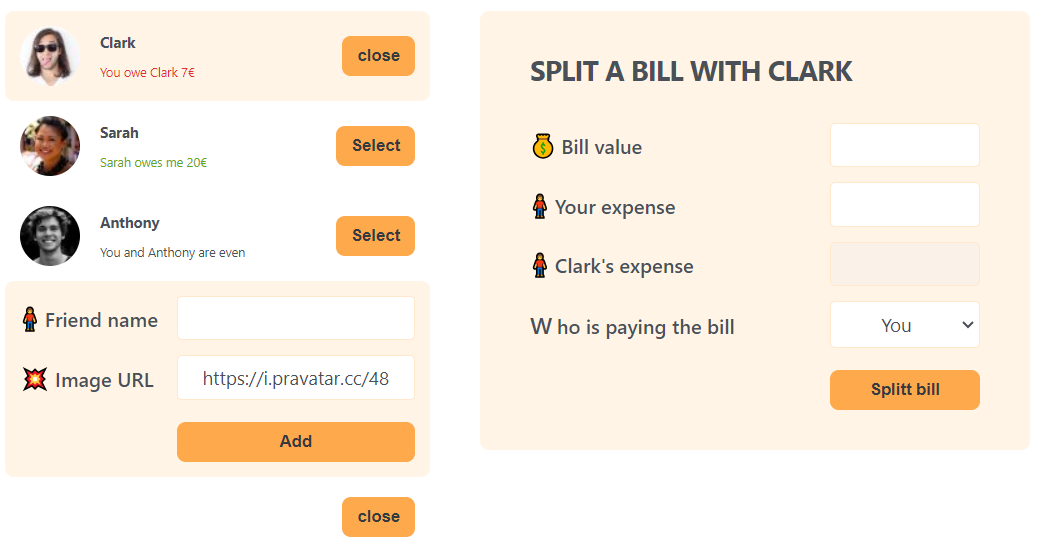 Clark
You owe Clark 7€
close
Sarah
Sarah owes me 20€
Select
Anthony
You and Anthony are even
Select
🧍 Friend name
💥 Image URL
https://i.pravatar.cc/48
Add
close
SPLIT A BILL WITH CLARK
💰 Bill value
🧍 Your expense
🧍 Clark's expense
W ho is paying the bill
You
Splitt bill